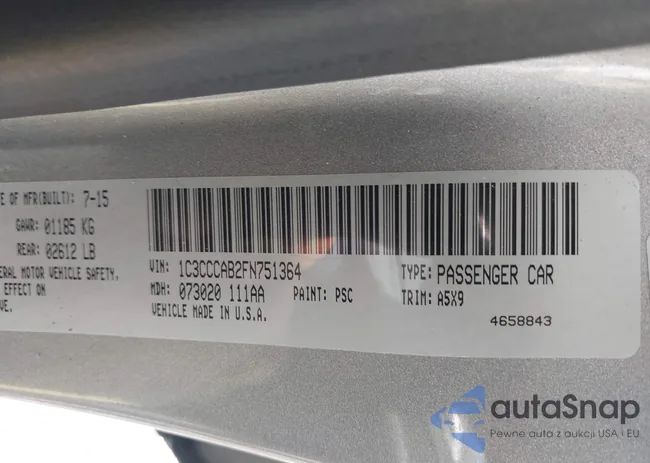 E OF MFR(BUILT): 7-15
GAWR: 01185 KG
REAR: 02612 LB
ERAL MOTOR VEHICLE SAFETY,
EFFECT ON
VE.
VIN: 1C3CCCAB2FN751364
TYPE: PASSENGER CAR
MDH: 073020 111AA
PAINT: PSC
TRIM: A5X9
VEHICLE MADE IN U.S.A.
4658843
autaSnap
Pewne auta z aukcji USA i EU